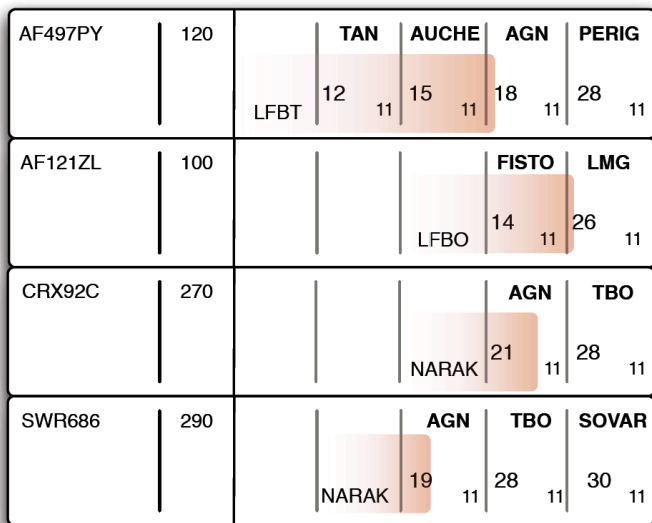 AF497PY 120 TAN AUCHE AGN PERIG
12 15 18 28
LFBT 11 11 11 11
AF121ZL 100 FISTO LMG
14 26
LFBO 11 11
CRX92C 270 AGN TBO
21 28
NARAK 11 11
SWR686 290 AGN TBO SOVAR
19 28 30
NARAK 11 11 11